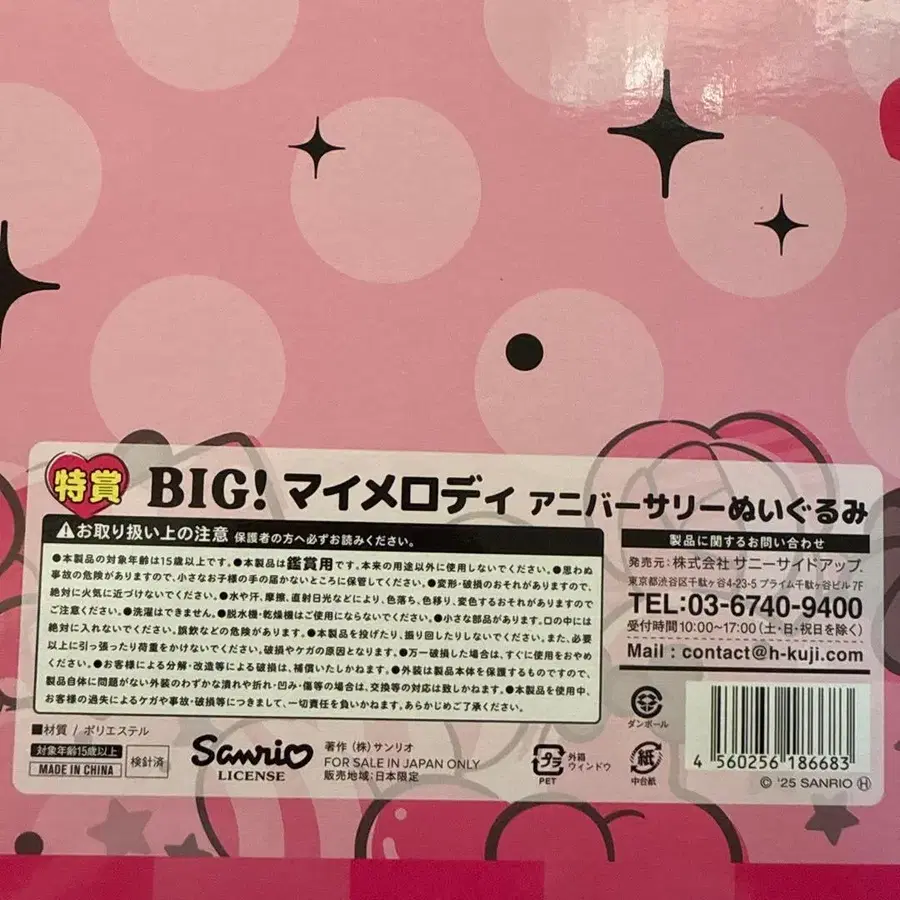 特賞 BIG! マイメロディ アニバーサリーぬいぐるみ
⚠お取り扱い上の注意 保護者の方へ必ずお読みください。
●本製品の対象年齢は15歳以上です。●本製品は鑑賞用です。本来の用途以外に使用しないでください。●思わぬ
事故の危険がありますので、小さなお子様の手の届かないところに保管してください。●変形・破損のおそれがありますので、
絶対に火気に近づけないでください。●水や汗、摩擦、直射日光などにより、色落ち、色移り、変色するおそれがありますので
ご注意ください。●洗濯はできません。●脱水機・乾燥機はご使用にならないでください。●小さな部品があります。口の中には
絶対に入れないでください。誤飲などの危険があります。●本製品を投げたり、振り回したりしないでください。また、必要
以上に引っ張ったり荷重をかけないでください。破損やケガの原因となります。●万一破損した場合は、すぐに使用をおやめ
ください。●お客様による分解・改造等による破損は、補償いたしかねます。●外装は製品本体を保護するものですので、
製品自体に問題がない外装のわずかな潰れや折れ・凹み・傷等の場合は、交換等の対応は致しかねます。●本製品を使用中、
お客様の過失によるケガや事故・破損等につきまして、一切責任を負いかねます。あらかじめご了承ください。
製品に関するお問い合わせ
発売元:株式会社 サニーサイドアップ
東京都渋谷区千駄ヶ谷4-23-5 プライム千駄ヶ谷ビル 7F
TEL:03-6740-9400
受付時間 10:00~17:00(土・日・祝日を除く)
Mail : contact@h-kuji.com
■材質 / ポリエステル
対象年齢15歳以上
MADE IN CHINA
検針済
Sanrio
LICENSE
著作 (株)サンリオ
FOR SALE IN JAPAN ONLY
販売地域:日本限定
プラ
PET
外箱
ウィンドウ
ダンボール
紙
中台紙
4 560256 186683
© '25 SANRIO Ⓗ